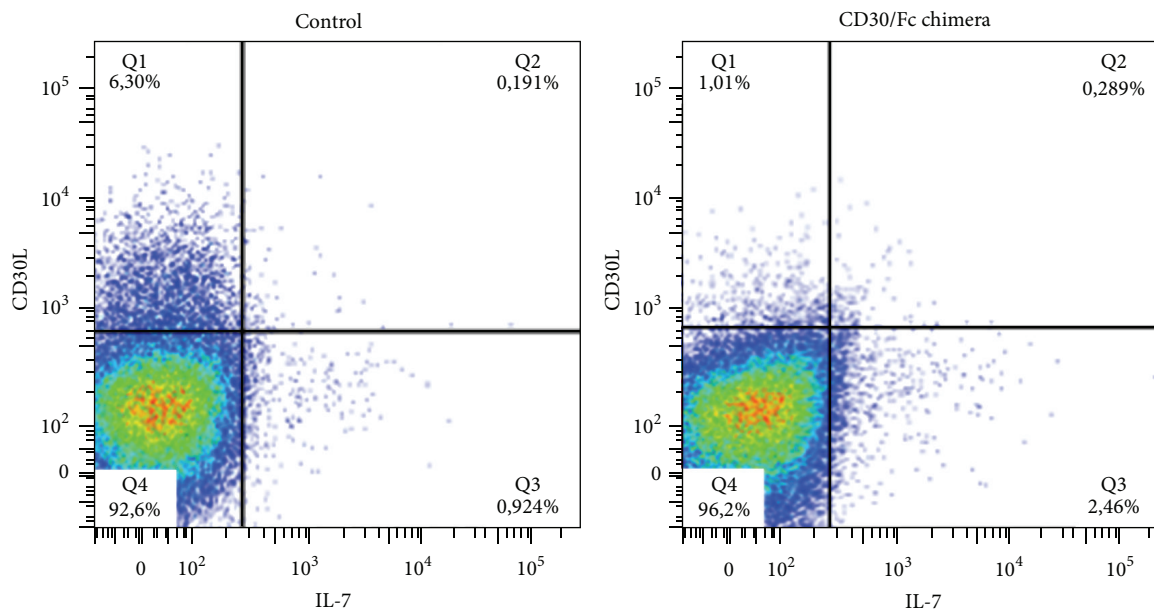 Control
Q1
6,30%
Q2
0,191%
10^5
10^4
10^3
10^2
0
CD30L
Q4
92,6%
Q3
0,924%
0
10^2
10^3
10^4
10^5
IL-7
CD30/Fc chimera
Q1
1,01%
Q2
0,289%
10^5
10^4
10^3
10^2
0
CD30L
Q4
96,2%
Q3
2,46%
0
10^2
10^3
10^4
10^5
IL-7